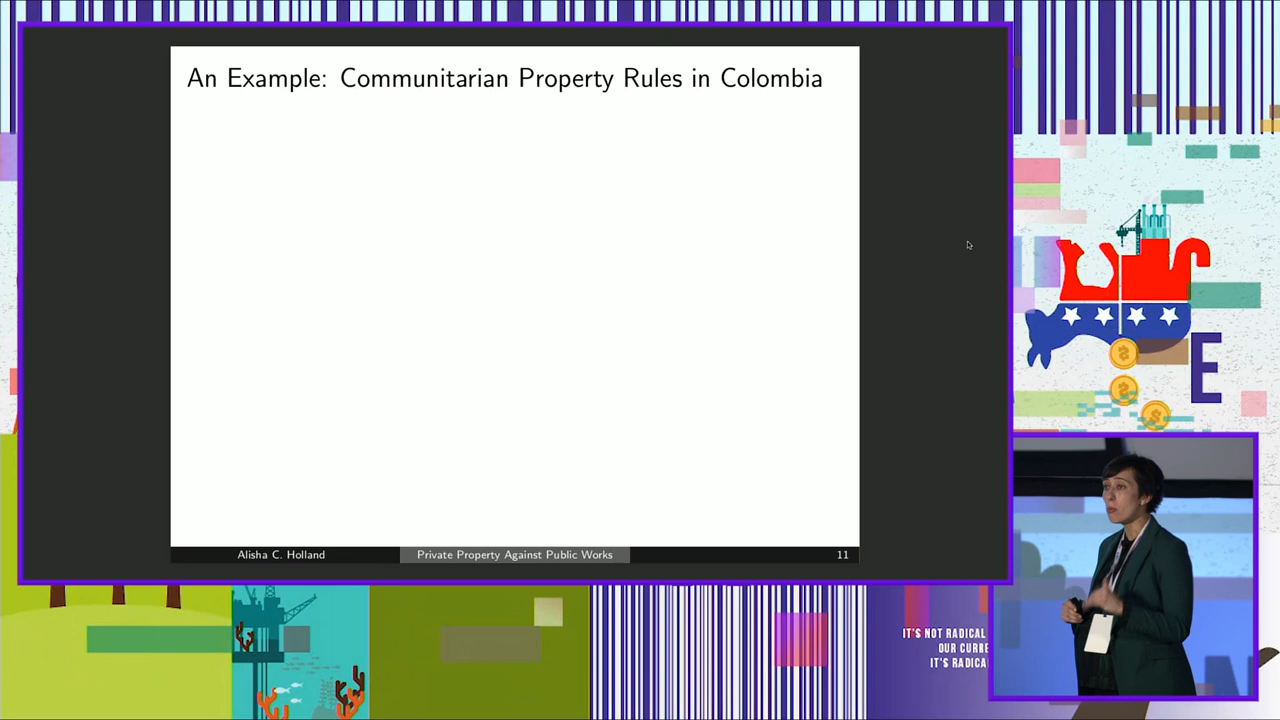 An Example: Communitarian Property Rules in Colombia
Alisha C. Holland
Private Property Against Public Works
11
E
IT'S NOT RADICAL
OUR CURRE
IT'S RADICA